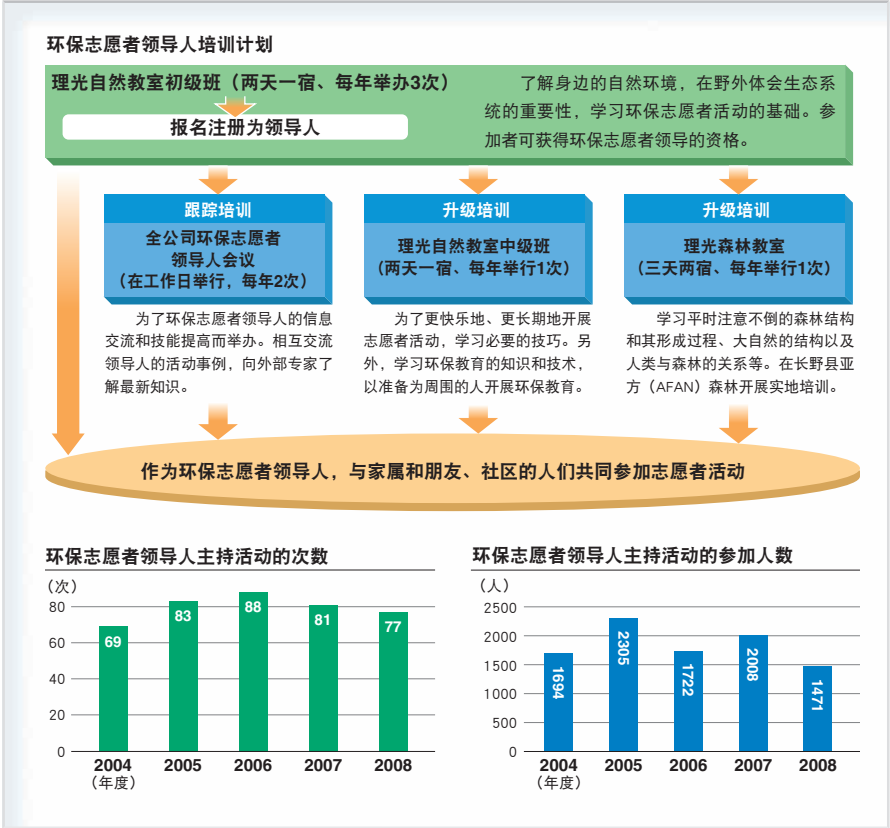 环保志愿者领导人培训计划
理光自然教室初级班（两天一宿、每年举办3次）
报名注册为领导人
了解身边的自然环境，在野外体会生态系
统的重要性，学习环保志愿者活动的基础。参
加者可获得环保志愿者领导的资格。
跟踪培训
全公司环保志愿者
领导人会议
（在工作日举行，每年2次）
为了环保志愿者领导人的信息
交流和技能提高而举办。相互交流
领导人的活动事例，向外部专家了
解最新知识。
升级培训
理光自然教室中级班
（两天一宿、每年举行1次）
为了更快乐地、更长期地开展
志愿者活动，学习必要的技巧。另
外，学习环保教育的知识和技术，
以准备为周围的人开展环保教育。
升级培训
理光森林教室
（三天两宿、每年举行1次）
学习平时注意不倒的森林结构
和其形成过程、大自然的结构以及
人类与森林的关系等。在长野县亚
方（AFAN）森林开展实地培训。
作为环保志愿者领导人，与家属和朋友、社区的人们共同参加志愿者活动
环保志愿者领导人主持活动的次数
（次）
80
60
40
20
0
69
83
88
81
77
2004 2005 2006 2007 2008
（年度）
环保志愿者领导人主持活动的参加人数
（人）
2500
2000
1500
1000
500
0
1694
2305
1722
2008
1471
2004 2005 2006 2007 2008
（年度）